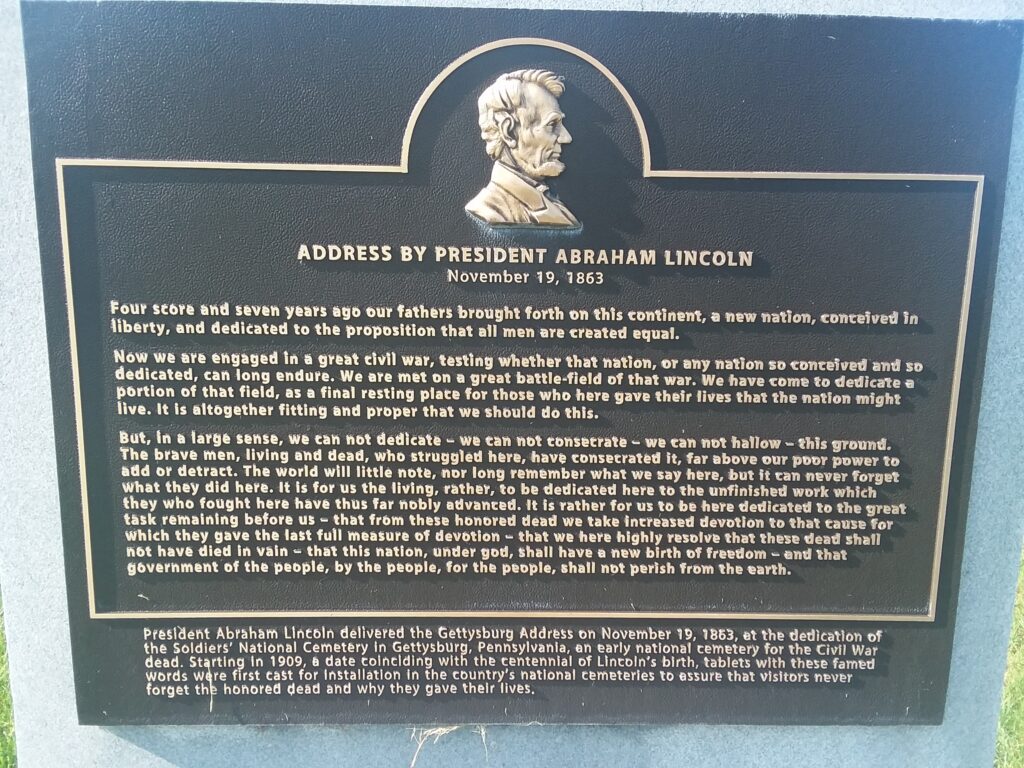 ADDRESS BY PRESIDENT ABRAHAM LINCOLN
November 19, 1863
Four score and seven years ago our fathers brought forth on this continent, a new nation, conceived in
liberty, and dedicated to the proposition that all men are created equal.
Now we are engaged in a great civil war, testing whether that nation, or any nation so conceived and so
dedicated, can long endure. We are met on a great battle-field of that war. We have come to dedicate a
portion of that field, as a final resting place for those who here gave their lives that the nation might
live. It is altogether fitting and proper that we should do this.
But, in a large sense, we can not dedicate – we can not consecrate – we can not hallow – this ground.
The brave men, living and dead, who struggled here, have consecrated it, far above our poor power to
add or detract. The world will little note, nor long remember what we say here, but it can never forget
what they did here. It is for us the living, rather, to be dedicated here to the unfinished work which
they who fought here have thus far nobly advanced. It is rather for us to be here dedicated to the great
task remaining before us – that from these honored dead we take increased devotion to that cause for
which they gave the last full measure of devotion – that we here highly resolve that these dead shall
not have died in vain – that this nation, under god, shall have a new birth of freedom – and that
government of the people, by the people, for the people, shall not perish from the earth.
President Abraham Lincoln delivered the Gettysburg Address on November 19, 1863, at the dedication of
the Soldiers' National Cemetery in Gettysburg, Pennsylvania, an early national cemetery for the Civil War
dead. Starting in 1909, a date coinciding with the centennial of Lincoln's birth, tablets with these famed
words were first cast for installation in the country's national cemeteries to assure that visitors never
forget the honored dead and why they gave their lives.